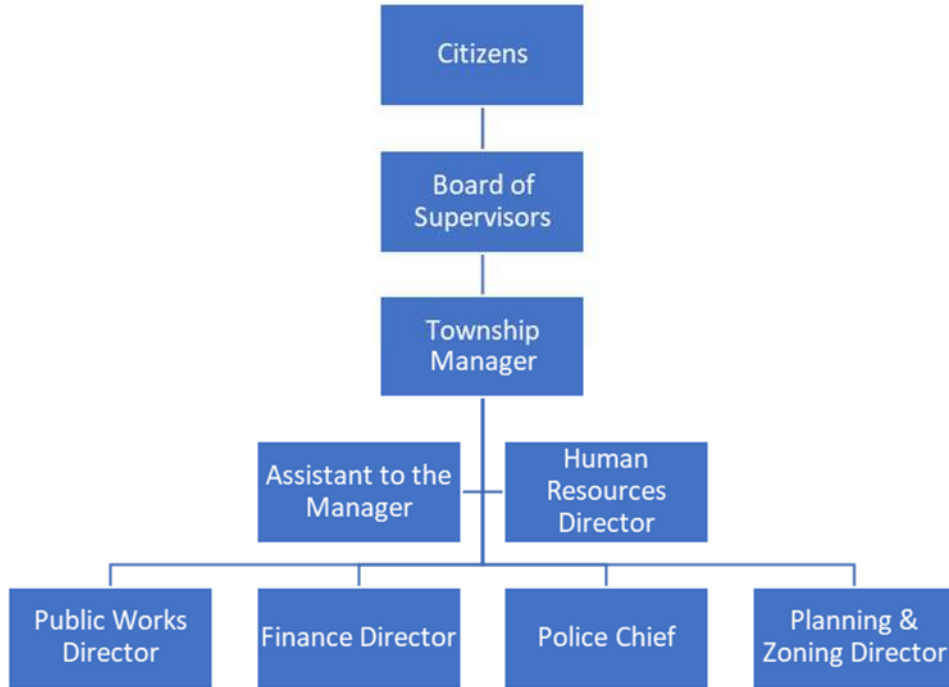 Citizens
Board of
Supervisors
Township
Manager
Assistant to the
Manager
Human
Resources
Director
Public Works
Director
Finance Director
Police Chief
Planning &
Zoning Director